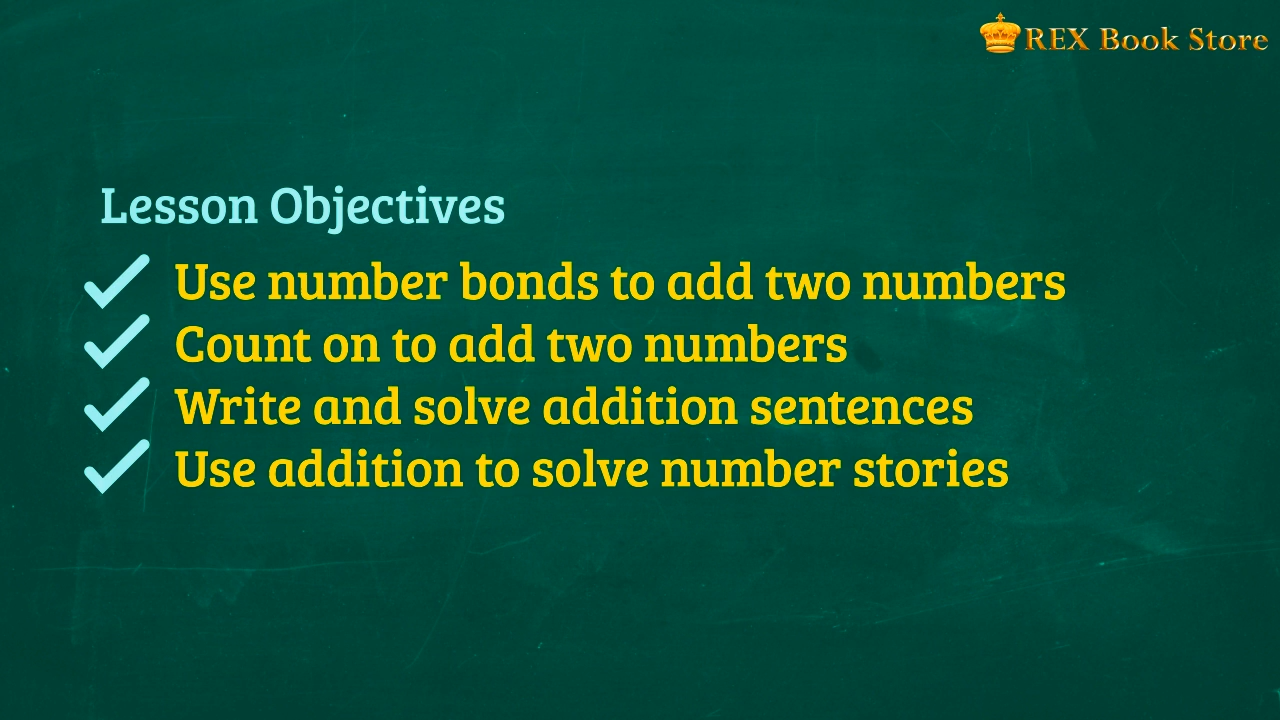 REX Book Store
Lesson Objectives
Use number bonds to add two numbers
Count on to add two numbers
Write and solve addition sentences
Use addition to solve number stories